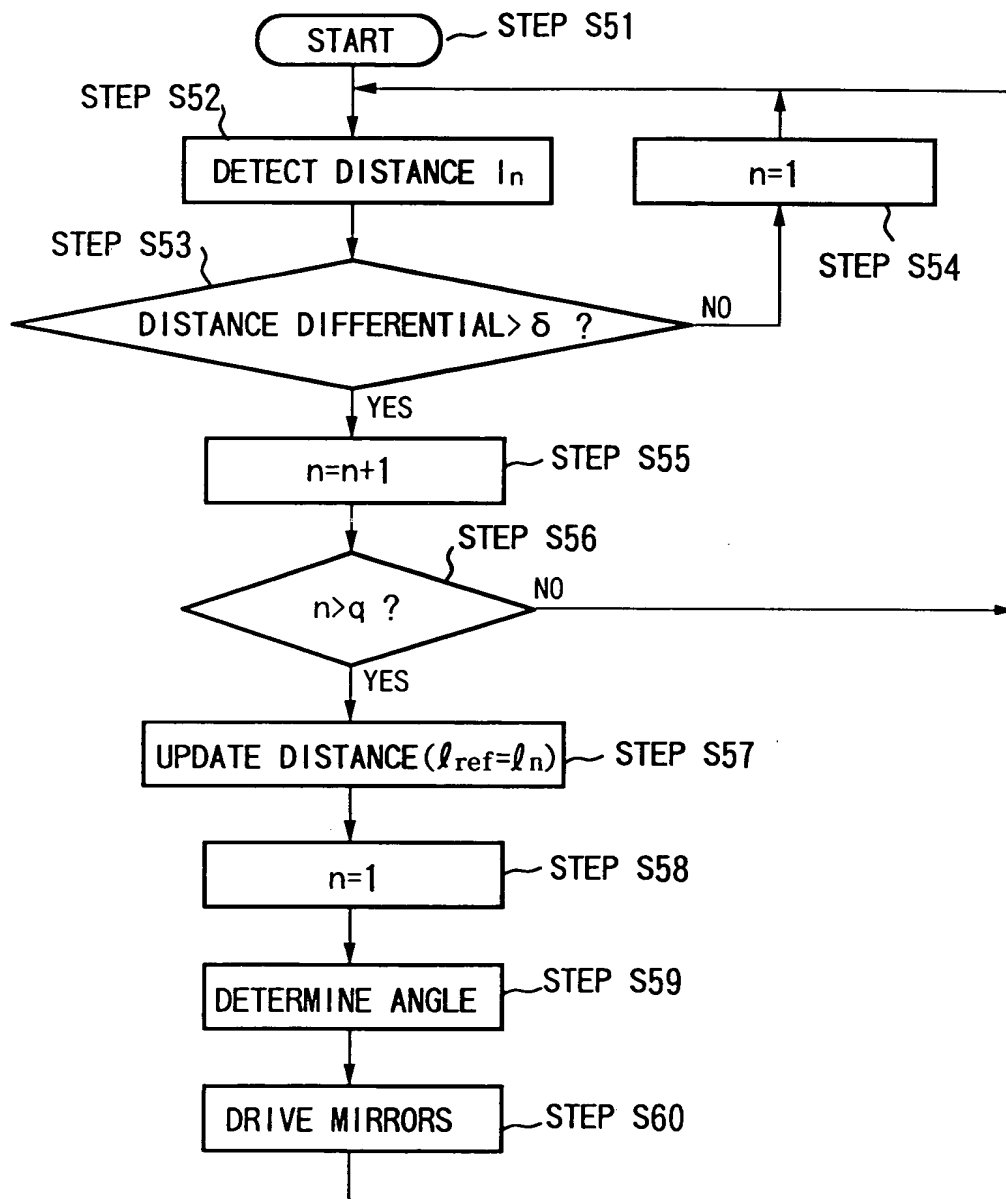 START
STEP S51
STEP S52
DETECT DISTANCE ln
n=1
STEP S54
STEP S53
DISTANCE DIFFERENTIAL>δ ?
NO
YES
n=n+1
STEP S55
STEP S56
n>q ?
NO
YES
UPDATE DISTANCE(ℓref=ℓn)
STEP S57
n=1
STEP S58
DETERMINE ANGLE
STEP S59
DRIVE MIRRORS
STEP S60